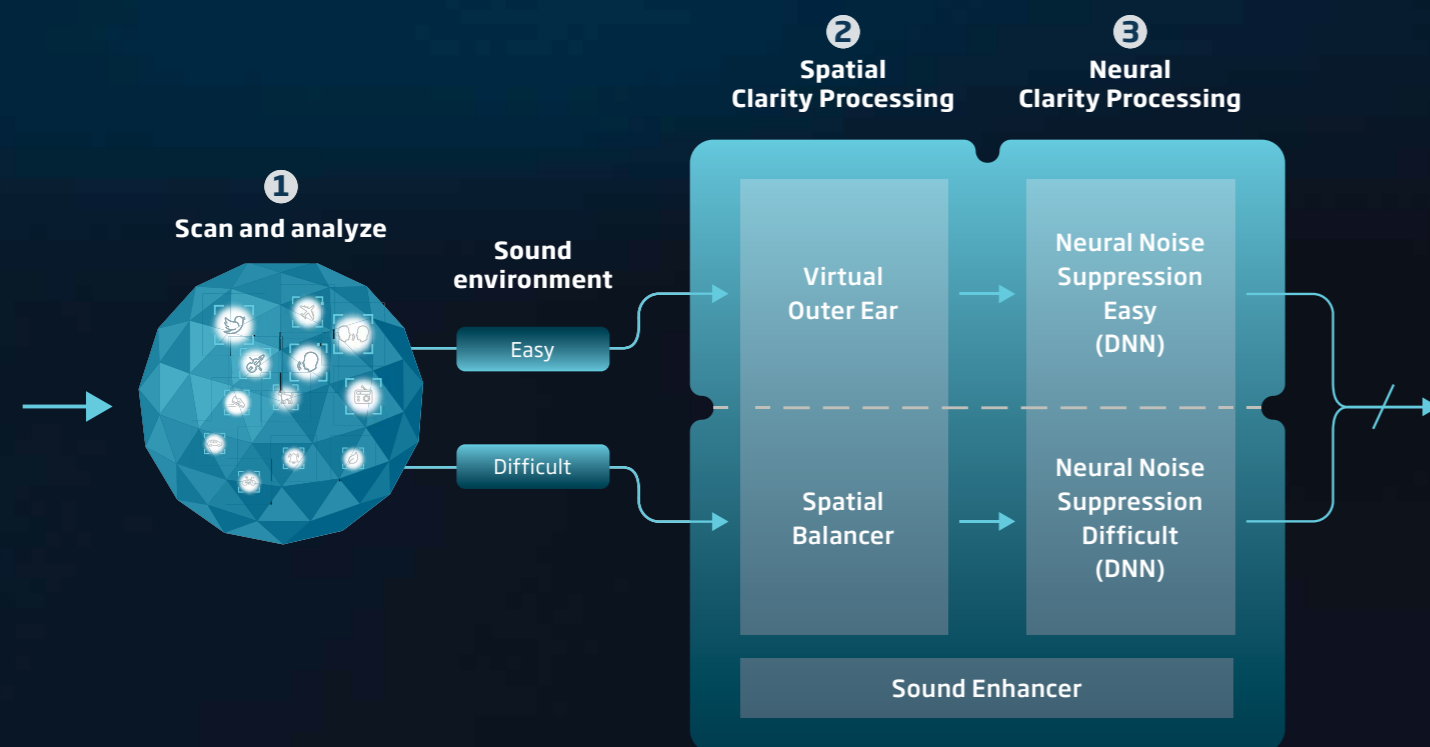 1
Scan and analyze
Sound
environment
Easy
Difficult
2
Spatial
Clarity Processing
Virtual
Outer Ear
Spatial
Balancer
3
Neural
Clarity Processing
Neural Noise
Suppression
Easy
(DNN)
Neural Noise
Suppression
Difficult
(DNN)
Sound Enhancer